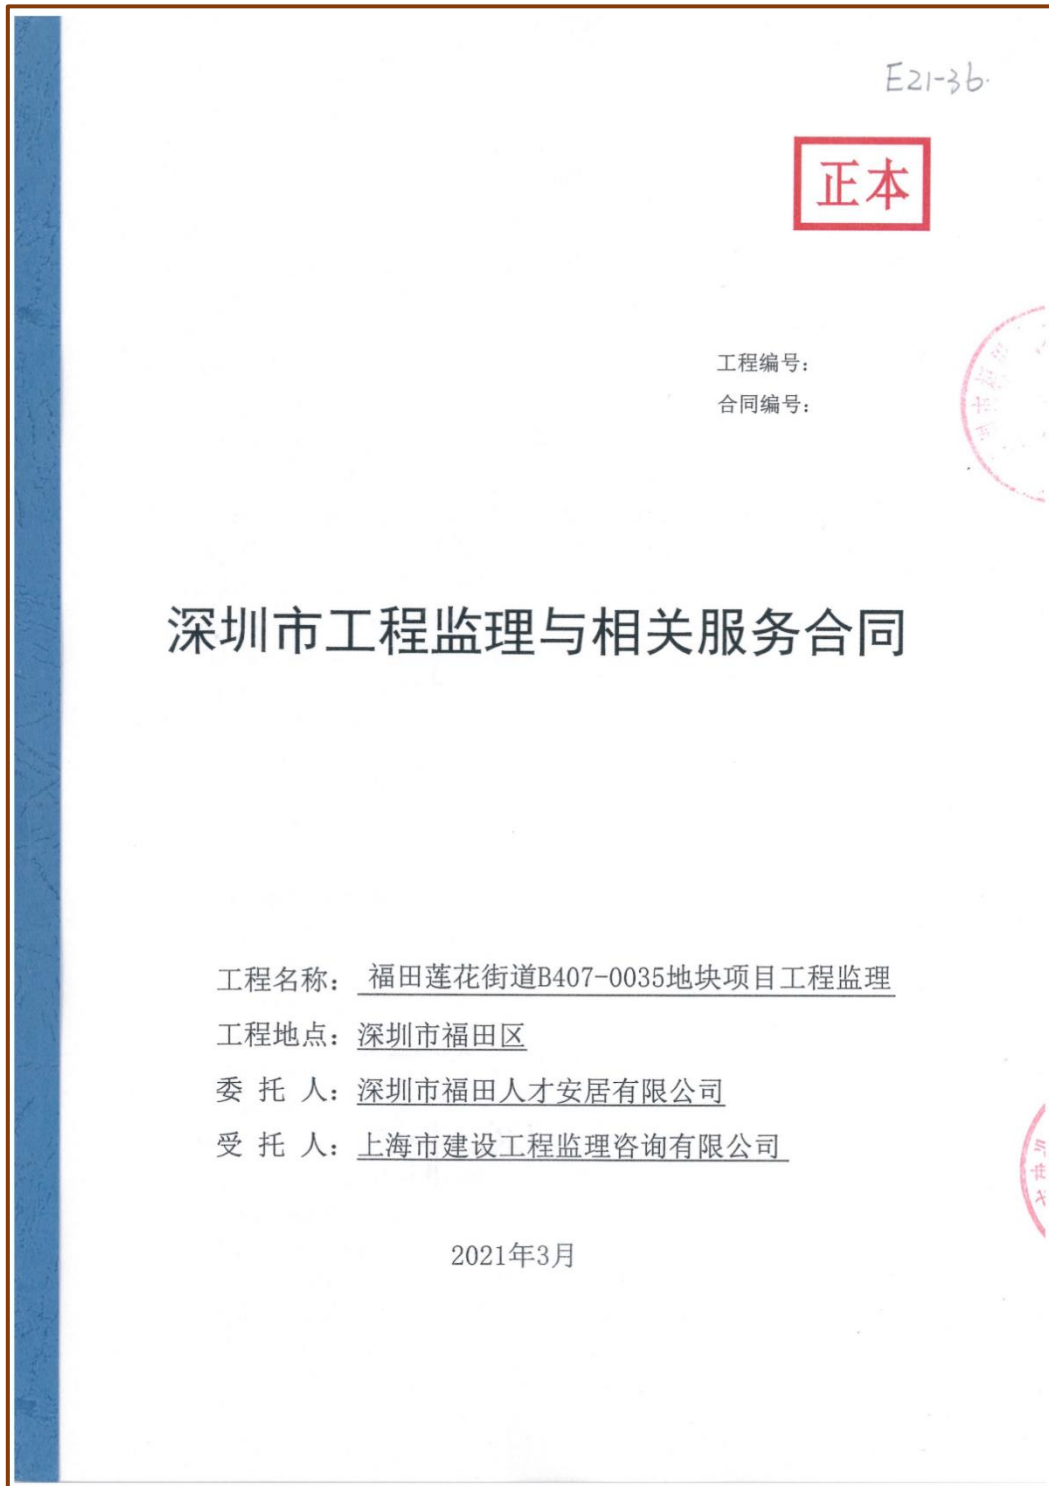 E21-36.
正本
工程编号：
合同编号：
深圳市工程监理与相关服务合同
工程名称：福田莲花街道B407-0035地块项目工程监理
工程地点：深圳市福田区
委 托 人：深圳市福田人才安居有限公司
受 托 人：上海市建设工程监理咨询有限公司
2021年3月